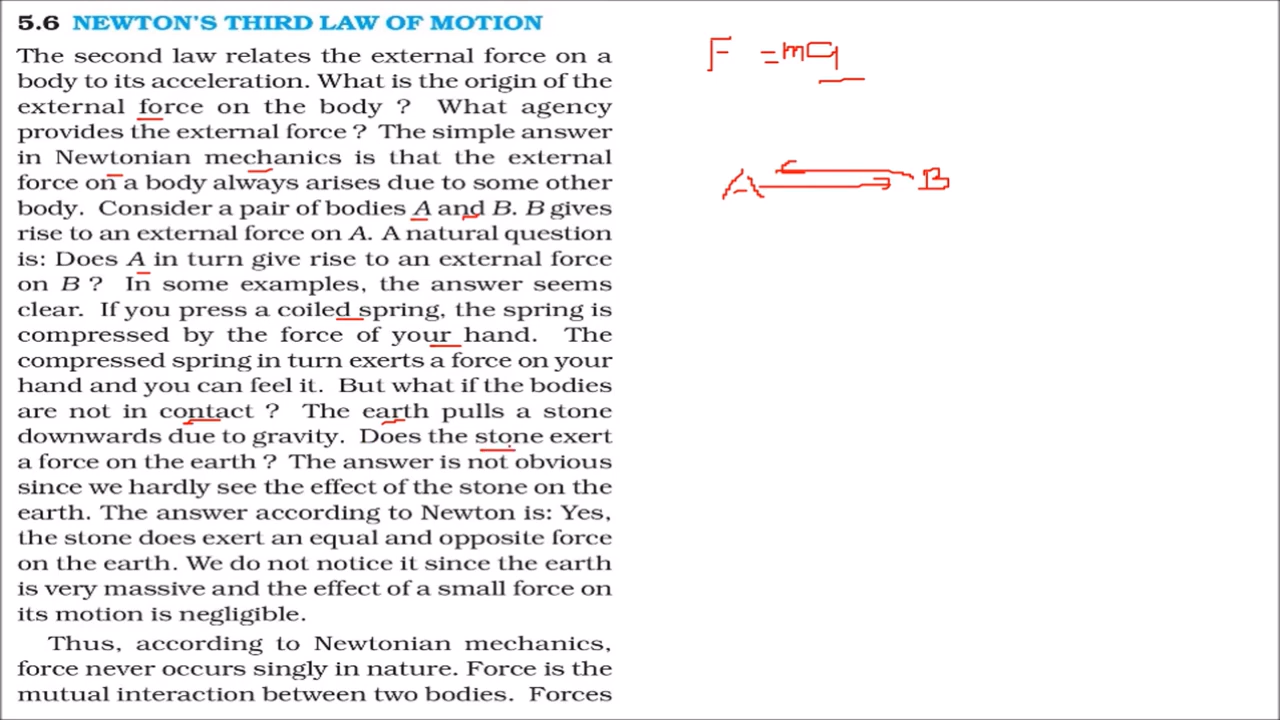 5.6 NEWTON'S THIRD LAW OF MOTION
The second law relates the external force on a
body to its acceleration. What is the origin of the
external force on the body ? What agency
provides the external force ? The simple answer
in Newtonian mechanics is that the external
force on a body always arises due to some other
body. Consider a pair of bodies A and B. B gives
rise to an external force on A. A natural question
is: Does A in turn give rise to an external force
on B ? In some examples, the answer seems
clear. If you press a coiled spring, the spring is
compressed by the force of your hand. The
compressed spring in turn exerts a force on your
hand and you can feel it. But what if the bodies
are not in contact ? The earth pulls a stone
downwards due to gravity. Does the stone exert
a force on the earth ? The answer is not obvious
since we hardly see the effect of the stone on the
earth. The answer according to Newton is: Yes,
the stone does exert an equal and opposite force
on the earth. We do not notice it since the earth
is very massive and the effect of a small force on
its motion is negligible.
Thus, according to Newtonian mechanics,
force never occurs singly in nature. Force is the
mutual interaction between two bodies. Forces
F = ma
A B